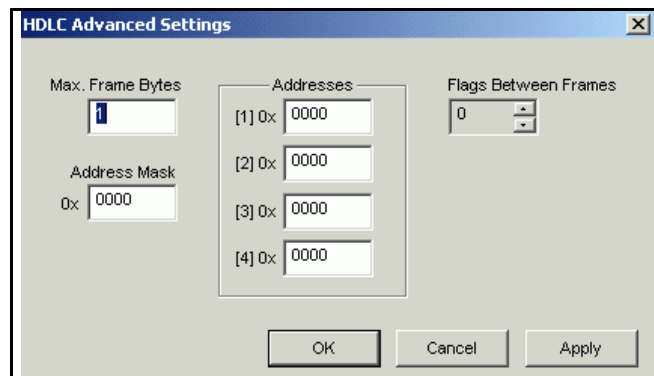 HDLC Advanced Settings
Max. Frame Bytes
1
Address Mask
0x 0000
Addresses
[1] 0x 0000
[2] 0x 0000
[3] 0x 0000
[4] 0x 0000
Flags Between Frames
0
OK
Cancel
Apply